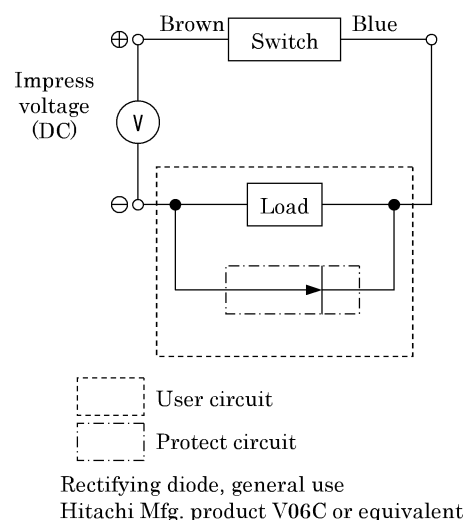 Brown
Switch
Blue
⊕
Impress
voltage
(DC)
V
⊖
Load
User circuit
Protect circuit
Rectifying diode, general use
Hitachi Mfg. product V06C or equivalent